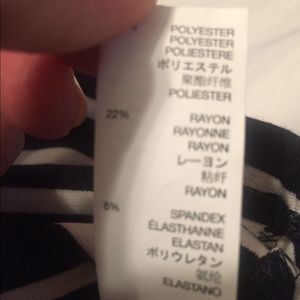 POLYESTER
POLYESTER
POLIESTERE
ポリエステル
聚酯纤维
POLIESTER
22% RAYON
RAYONNE
RAYON
レーヨン
粘纤
RAYON
6% SPANDEX
ÉLASTHANNE
ELASTAN
ポリウレタン
氨纶
ELASTANO